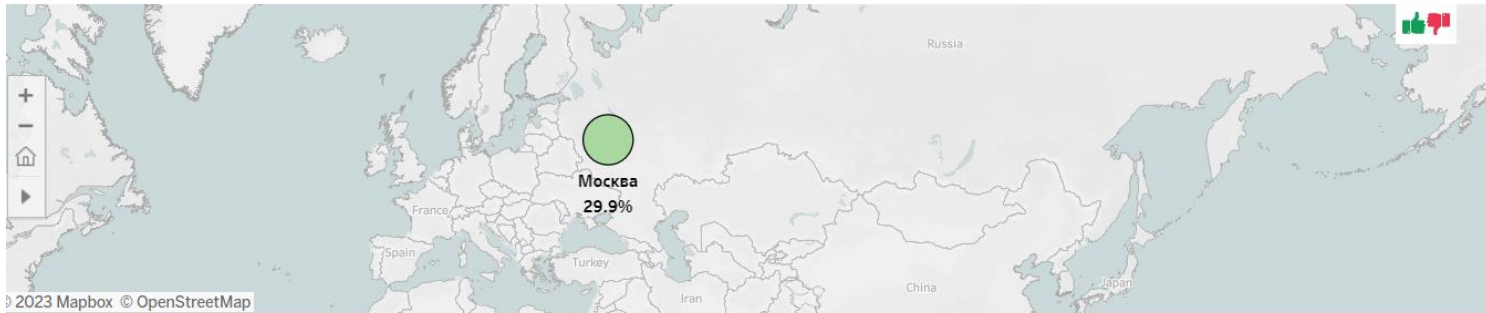 Russia
+
−
Москва
29.9%
France
Spain
Turkey
Iran
China
Japan
2023 Mapbox © OpenStreetMap